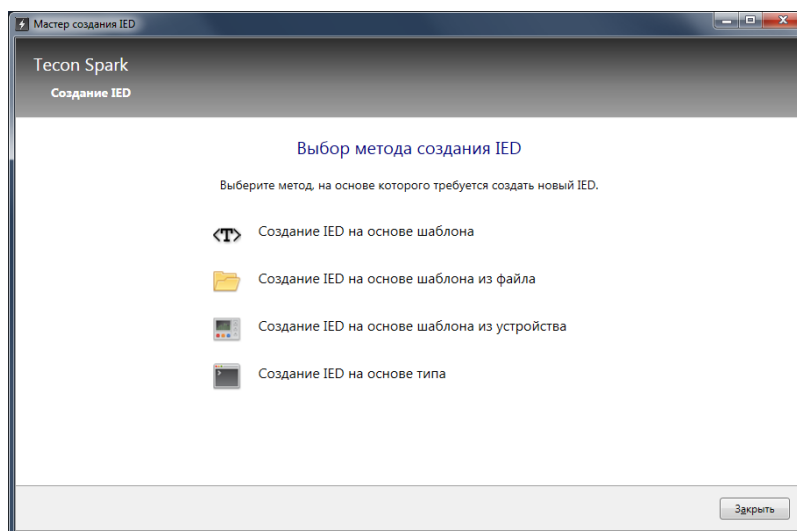 Мастер создания IED
Tecon Spark
Создание IED
Выбор метода создания IED
Выберите метод, на основе которого требуется создать новый IED.
<T>
Создание IED на основе шаблона
Создание IED на основе шаблона из файла
Создание IED на основе шаблона из устройства
Создание IED на основе типа
Закрыть